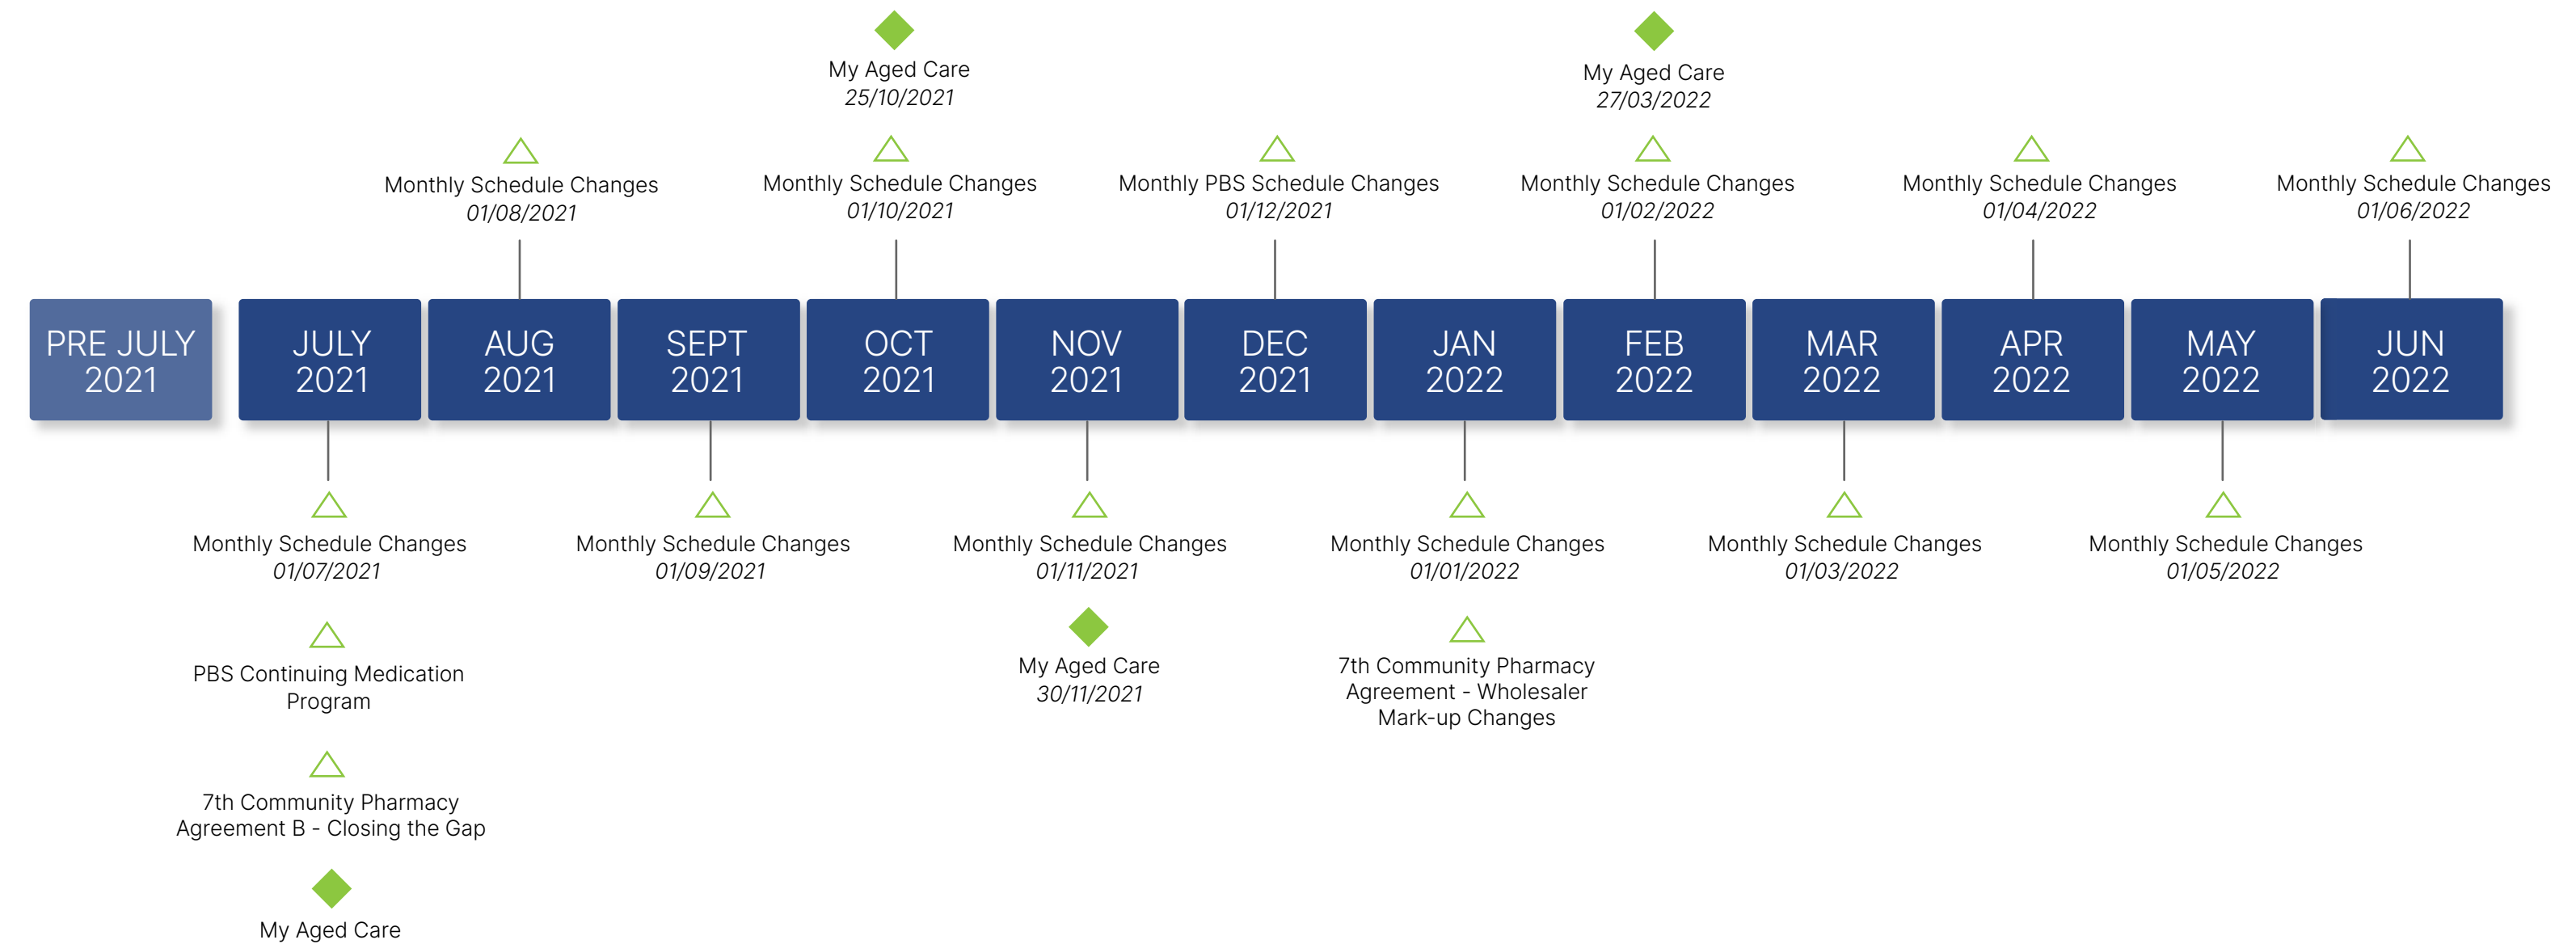 My Aged Care
25/10/2021
My Aged Care
27/03/2022
Monthly Schedule Changes
01/08/2021
Monthly Schedule Changes
01/10/2021
Monthly PBS Schedule Changes
01/12/2021
Monthly Schedule Changes
01/02/2022
Monthly Schedule Changes
01/04/2022
Monthly Schedule Changes
01/06/2022
PRE JULY
2021
JULY
2021
AUG
2021
SEPT
2021
OCT
2021
NOV
2021
DEC
2021
JAN
2022
FEB
2022
MAR
2022
APR
2022
MAY
2022
JUN
2022
Monthly Schedule Changes
01/07/2021
Monthly Schedule Changes
01/09/2021
Monthly Schedule Changes
01/11/2021
Monthly Schedule Changes
01/01/2022
Monthly Schedule Changes
01/03/2022
Monthly Schedule Changes
01/05/2022
PBS Continuing Medication
Program
My Aged Care
30/11/2021
7th Community Pharmacy
Agreement - Wholesaler
Mark-up Changes
7th Community Pharmacy
Agreement B - Closing the Gap
My Aged Care